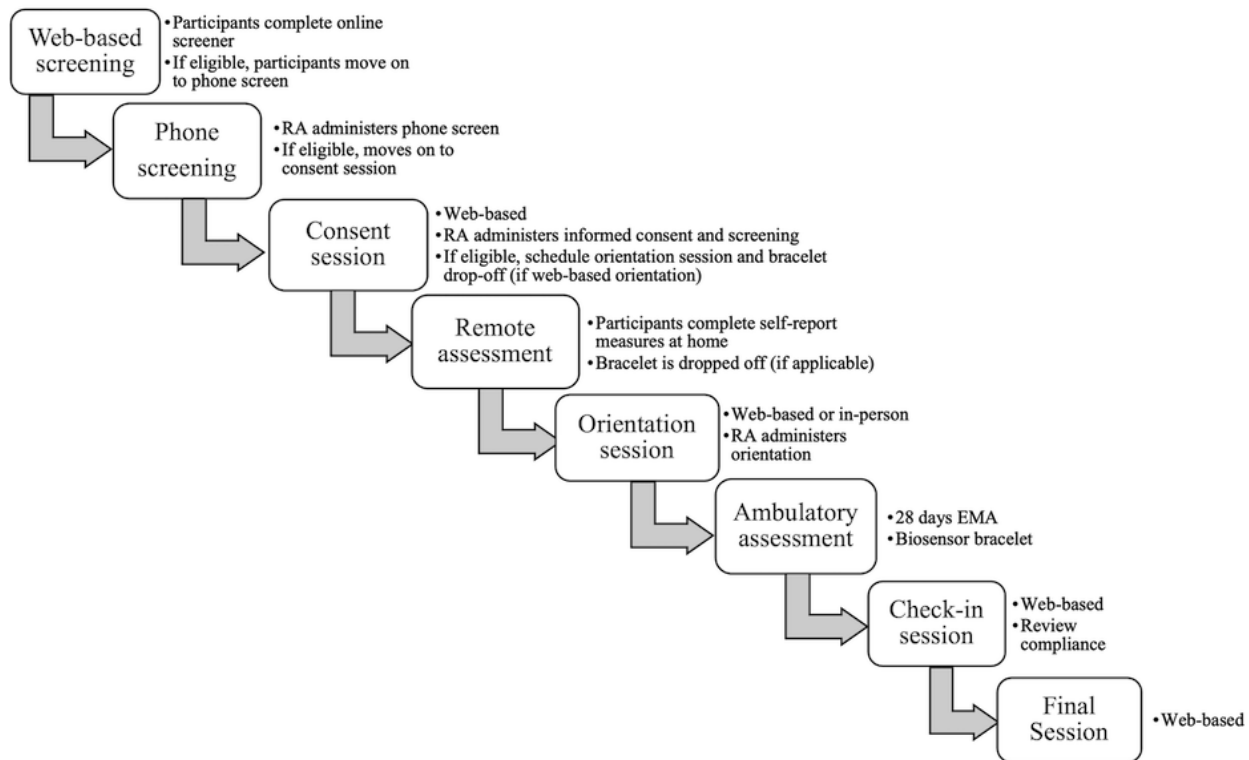 Web-based
screening
•Participants complete online
screener
•If eligible, participants move on
to phone screen
Phone
screening
•RA administers phone screen
•If eligible, moves on to
consent session
Consent
session
•Web-based
•RA administers informed consent and screening
•If eligible, schedule orientation session and bracelet
drop-off (if web-based orientation)
Remote
assessment
•Participants complete self-report
measures at home
•Bracelet is dropped off (if applicable)
Orientation
session
•Web-based or in-person
•RA administers
orientation
Ambulatory
assessment
•28 days EMA
•Biosensor bracelet
Check-in
session
•Web-based
•Review
compliance
Final
Session
•Web-based